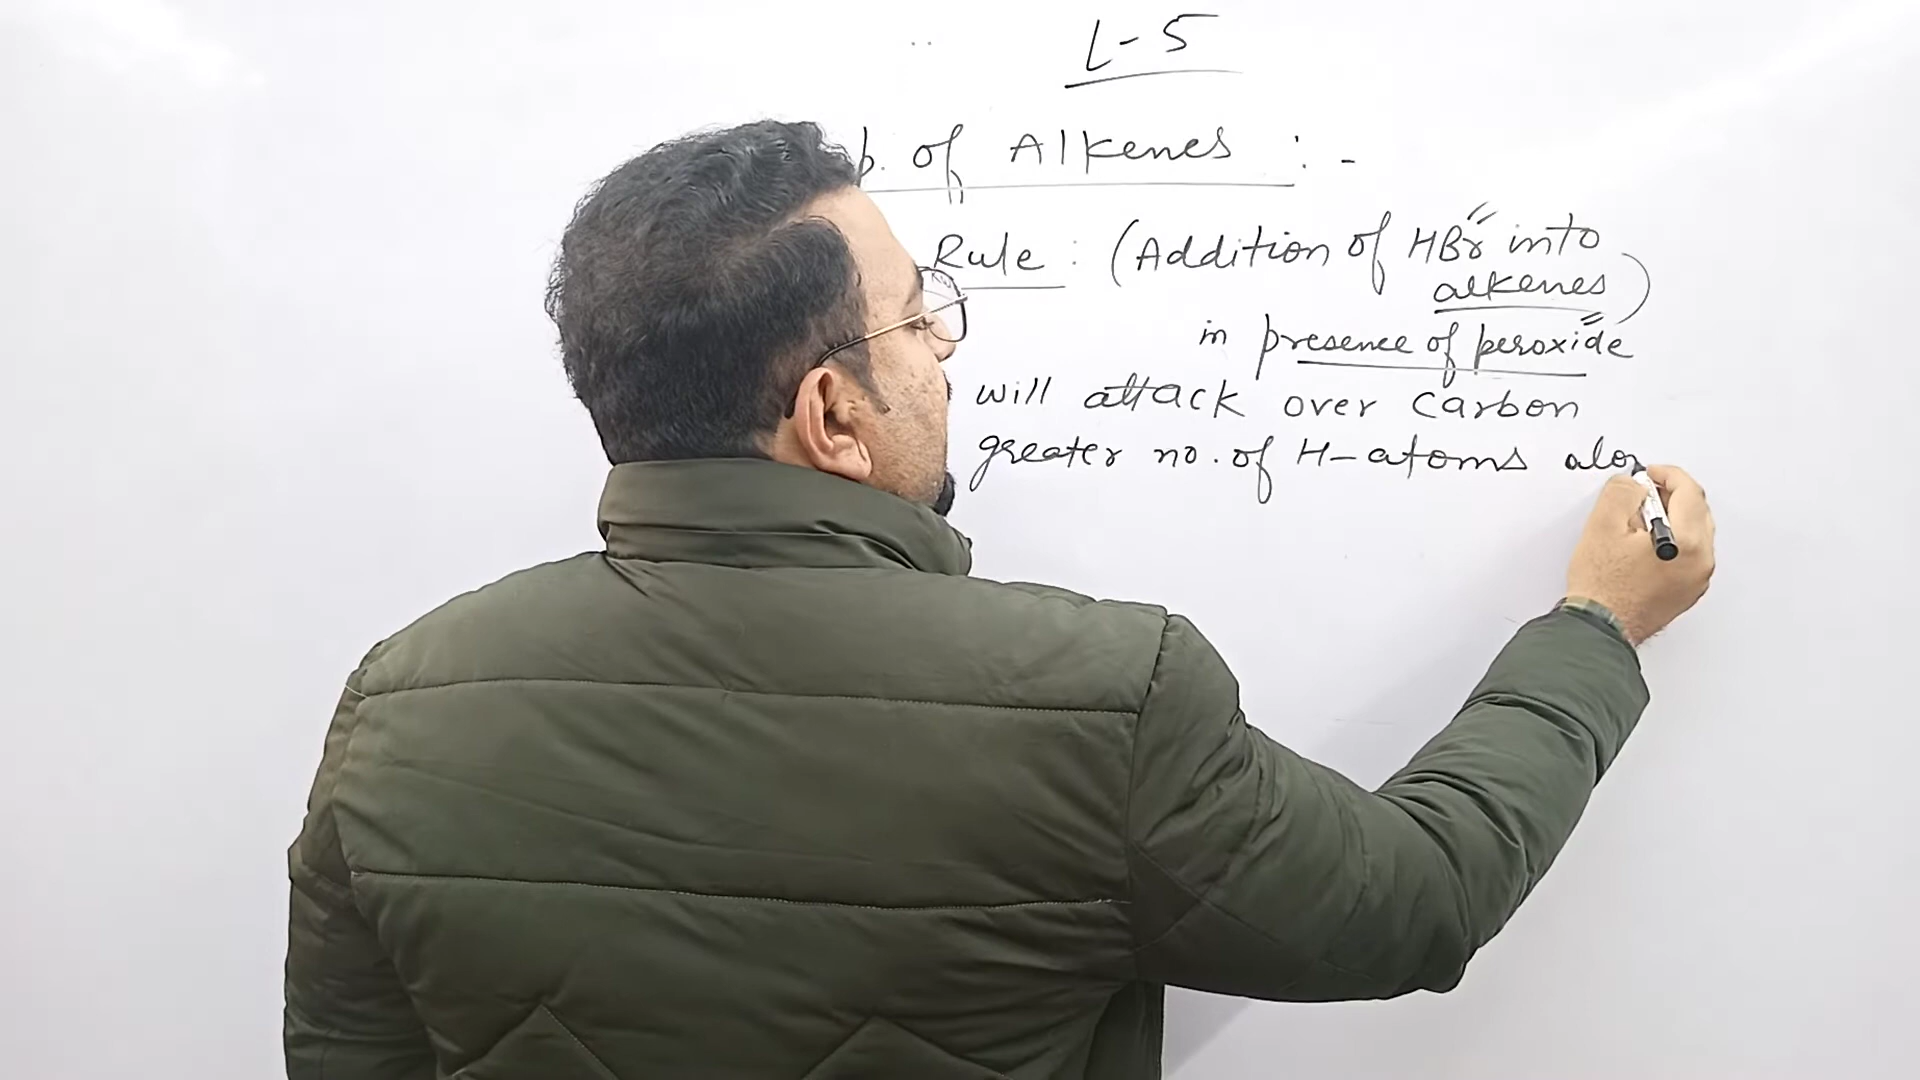 L-5
p. of Alkenes :-
Rule : (Addition of HBr into
alkenes)
in presence of peroxide
will attack over Carbon
greater no. of H-atoms alo